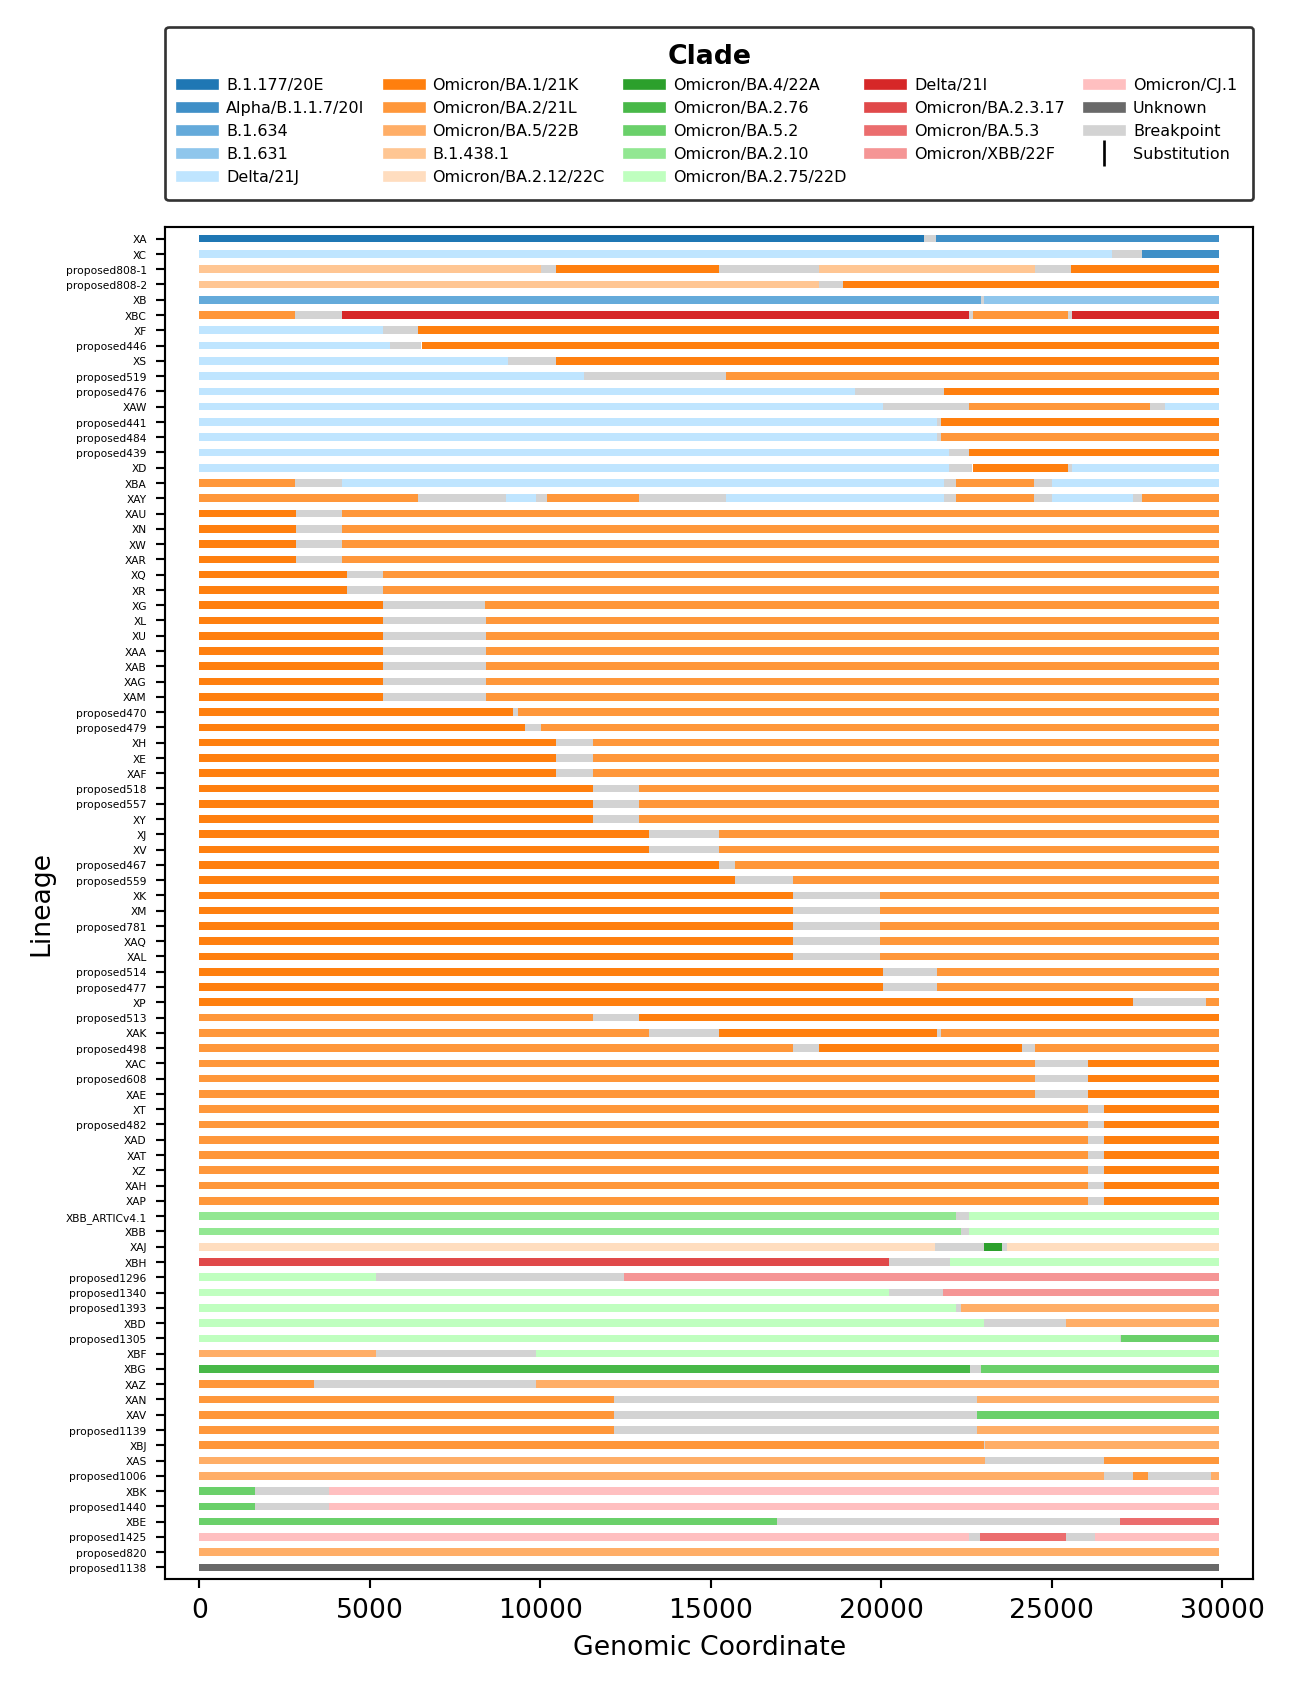 Clade
B.1.177/20E Omicron/BA.1/21K Omicron/BA.4/22A Delta/21I Omicron/CJ.1
Alpha/B.1.1.7/20I Omicron/BA.2/21L Omicron/BA.2.76 Omicron/BA.2.3.17 Unknown
B.1.634 Omicron/BA.5/22B Omicron/BA.5.2 Omicron/BA.5.3 Breakpoint
B.1.631 B.1.438.1 Omicron/BA.2.10 Omicron/XBB/22F Substitution
Delta/21J Omicron/BA.2.12/22C Omicron/BA.2.75/22D
XA
XC
proposed808-1
proposed808-2
XB
XBC
XF
proposed446
XS
proposed519
proposed476
XAW
proposed441
proposed484
proposed439
XD
XBA
XAY
XAU
XN
XW
XAR
XQ
XR
XG
XL
XU
XAA
XAB
XAG
XAM
proposed470
proposed479
XH
XE
XAF
proposed518
proposed557
XY
XJ
XV
proposed467
proposed559
XK
XM
proposed781
XAQ
XAL
proposed514
proposed477
XP
proposed513
XAK
proposed498
XAC
proposed608
XAE
XT
proposed482
XAD
XAT
XZ
XAH
XAP
XBB_ARTICv4.1
XBB
XAJ
XBH
proposed1296
proposed1340
proposed1393
XBD
proposed1305
XBF
XBG
XAZ
XAN
XAV
proposed1139
XBJ
XAS
proposed1006
XBK
proposed1440
XBE
proposed1425
proposed820
proposed1138
Lineage
0 5000 10000 15000 20000 25000 30000
Genomic Coordinate